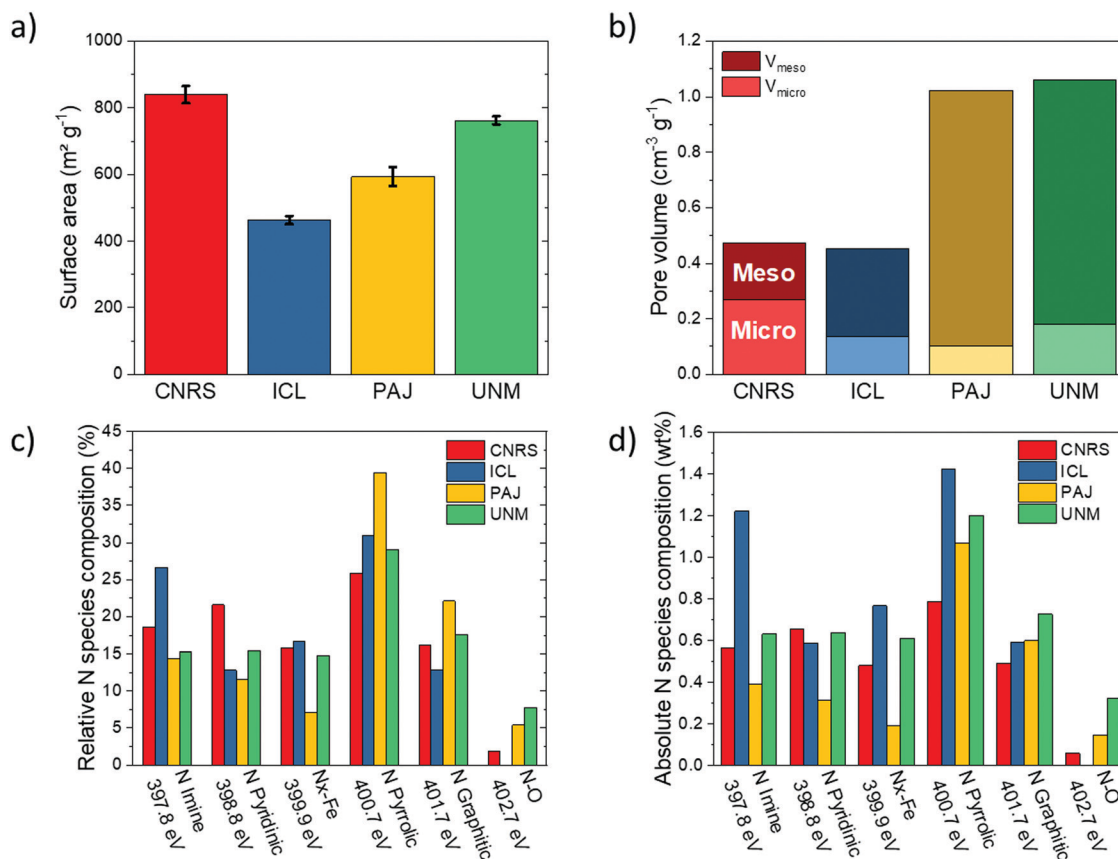 a)
Surface area (m² g⁻¹)
1000
800
600
400
200
0
CNRS ICL PAJ UNM
b)
Pore volume (cm⁻³ g⁻¹)
1.2
1.0
0.8
0.6
0.4
0.2
0.0
V meso
V micro
Meso
Micro
CNRS ICL PAJ UNM
c)
Relative N species composition (%)
45
40
35
30
25
20
15
10
5
0
CNRS
ICL
PAJ
UNM
N Imine
397.8 eV
N Pyridinic
398.8 eV
Nx-Fe
399.9 eV
N Pyrrolic
400.7 eV
N Graphitic
401.7 eV
N-O
402.7 eV
d)
Absolute N species composition (wt%)
1.6
1.4
1.2
1.0
0.8
0.6
0.4
0.2
0.0
CNRS
ICL
PAJ
UNM
N Imine
397.8 eV
N Pyridinic
398.8 eV
Nx-Fe
399.9 eV
N Pyrrolic
400.7 eV
N Graphitic
401.7 eV
N-O
402.7 eV